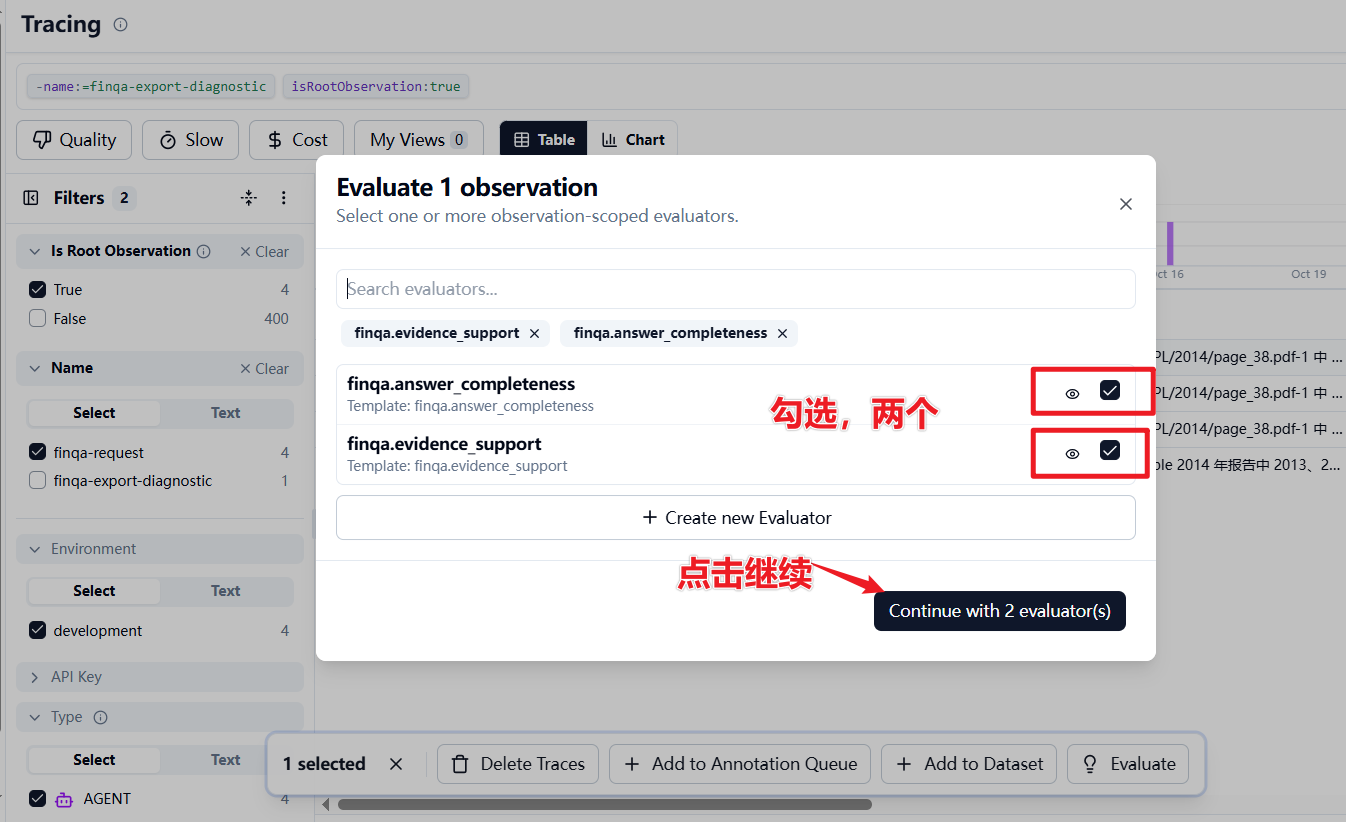 Tracing
-name:=finqa-export-diagnostic isRootObservation:true
Quality Slow Cost My Views 0 Table Chart
Filters 2
Is Root Observation Clear
True 4
False 400
Name Clear
Select Text
finqa-request 4
finqa-export-diagnostic 1
Environment
Select Text
development 4
API Key
Type
Select Text
AGENT 4
Evaluate 1 observation
Select one or more observation-scoped evaluators.
Search evaluators...
finqa.evidence_support finqa.answer_completeness
finqa.answer_completeness
Template: finqa.answer_completeness
勾选，两个
finqa.evidence_support
Template: finqa.evidence_support
Create new Evaluator
点击继续
Continue with 2 evaluator(s)
16 Oct 19
PL/2014/page_38.pdf-1 中 ...
PL/2014/page_38.pdf-1 中 ...
PL/2014/page_38.pdf-1 中 ...
ple 2014 年报告中 2013、2...
1 selected Delete Traces Add to Annotation Queue Add to Dataset Evaluate